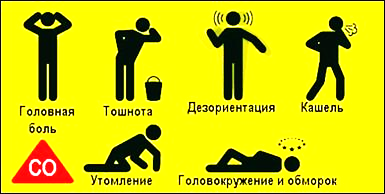 Головная
боль
Тошнота
Дезориентация
Кашель
CO
Утомление
Головокружение и обморок